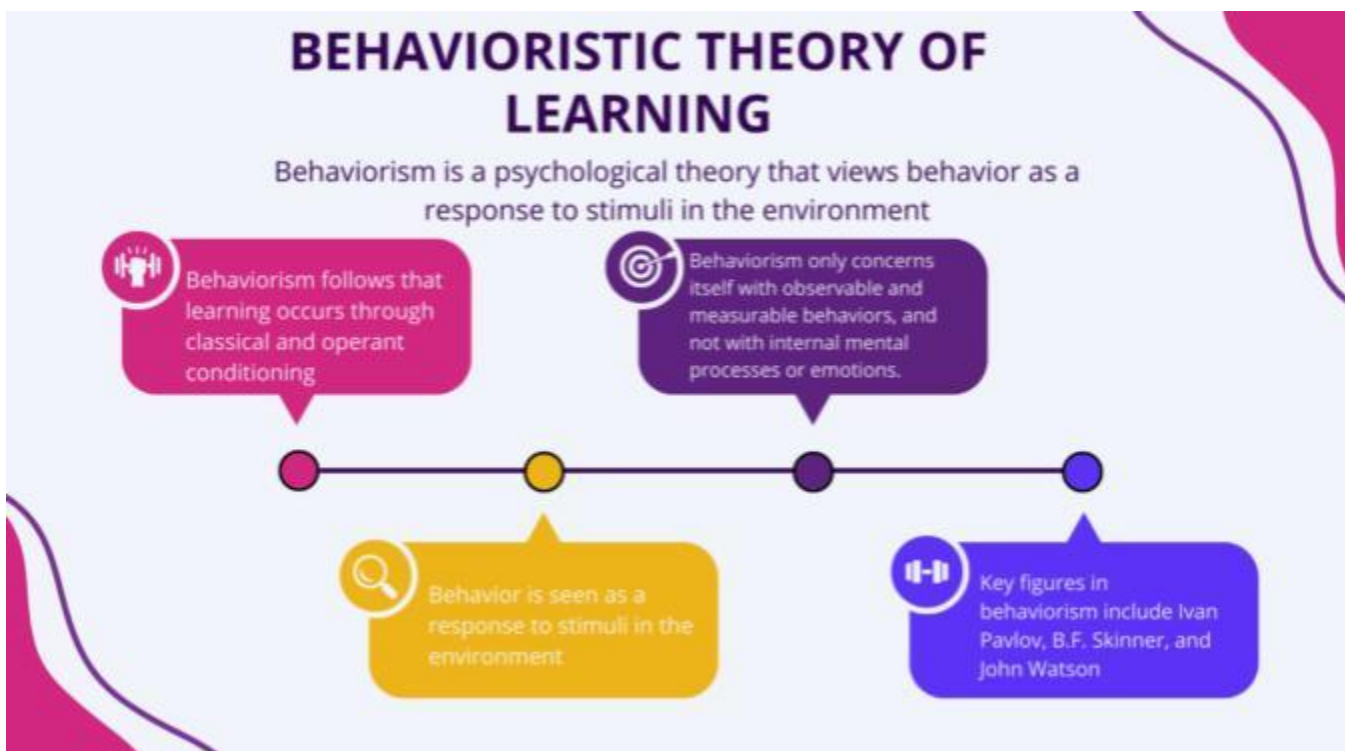 BEHAVIORISTIC THEORY OF
LEARNING
Behaviorism is a psychological theory that views behavior as a
response to stimuli in the environment
Behaviorism follows that
learning occurs through
classical and operant
conditioning
Behavior is seen as a
response to stimuli in the
environment
Behaviorism only concerns
itself with observable and
measurable behaviors, and
not with internal mental
processes or emotions.
Key figures in
behaviorism include Ivan
Pavlov, B.F. Skinner, and
John Watson